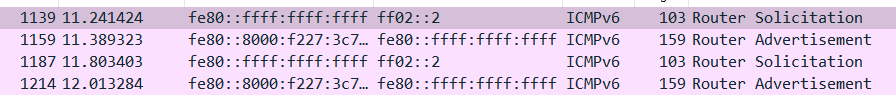 1139 11.241424 fe80::ffff:ffff:ffff ff02::2 ICMPv6 103 Router Solicitation
1159 11.389323 fe80::8000:f227:3c7… fe80::ffff:ffff:ffff ICMPv6 159 Router Advertisement
1187 11.803403 fe80::ffff:ffff:ffff ff02::2 ICMPv6 103 Router Solicitation
1214 12.013284 fe80::8000:f227:3c7… fe80::ffff:ffff:ffff ICMPv6 159 Router Advertisement